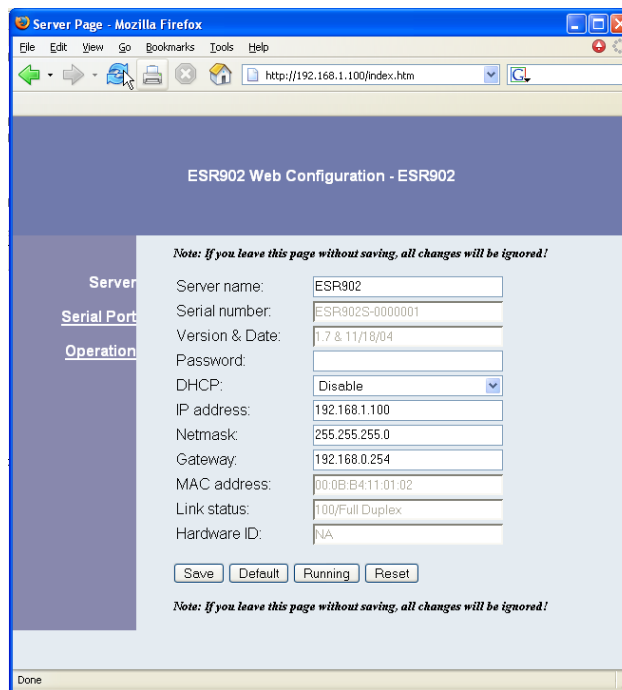 Server Page - Mozilla Firefox
File Edit View Go Bookmarks Tools Help
http://192.168.1.100/index.htm G
ESR902 Web Configuration - ESR902
Note: If you leave this page without saving, all changes will be ignored!
Server
Serial Port
Operation
Server name: ESR902
Serial number: ESR902S-0000001
Version & Date: 1.7 & 11/18/04
Password:
DHCP: Disable
IP address: 192.168.1.100
Netmask: 255.255.255.0
Gateway: 192.168.0.254
MAC address: 00:0B:B4:11:01:02
Link status: 100/Full Duplex
Hardware ID: NA
Save Default Running Reset
Note: If you leave this page without saving, all changes will be ignored!
Done